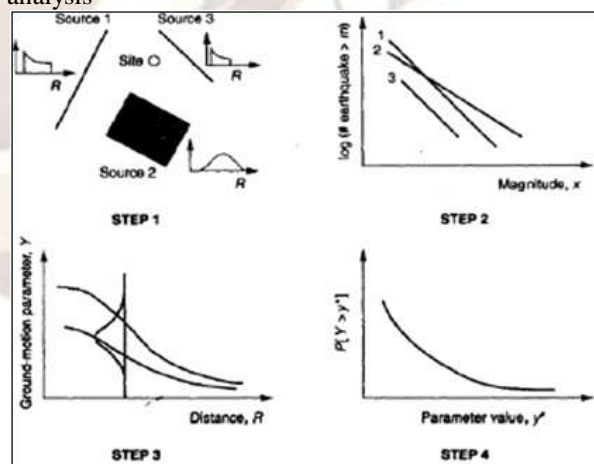 analysis
Source 1
Source 3
Site
R
R
Source 2
R
STEP 1
log (# earthquake > m)
1
2
3
Magnitude, x
STEP 2
Ground-motion parameter, Y
Distance, R
STEP 3
P[Y > y*]
Parameter value, y*
STEP 4